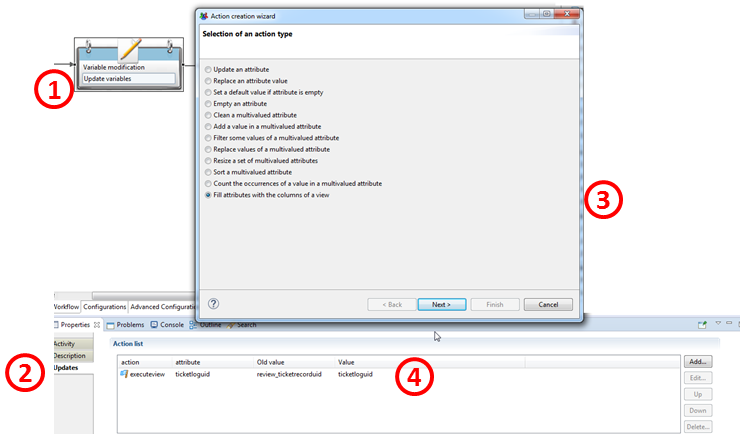 Action creation wizard
Selection of an action type
Variable modification
Update variables
1
Update an attribute
Replace an attribute value
Set a default value if attribute is empty
Empty an attribute
Clean a multivalued attribute
Add a value in a multivalued attribute
Filter some values of a multivalued attribute
Replace values of a multivalued attribute
Resize a set of multivalued attributes
Sort a multivalued attribute
Count the occurrences of a value in a multivalued attribute
Fill attributes with the columns of a view
3
< Back Next > Finish Cancel
Workflow Configurations Advanced Configuratio
Properties Problems Console Outline Search
Activity
Description
Updates
2
Action list
action attribute Old value Value
executeview ticketloguid review_ticketrecorduid ticketloguid
4
Add...
Edit...
Up
Down
Delete...